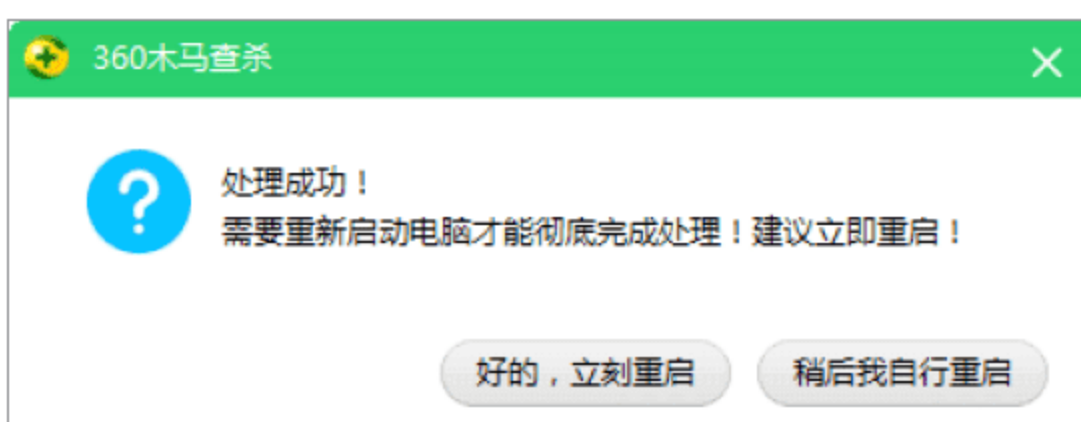 360木马查杀
处理成功！
需要重新启动电脑才能彻底完成处理！建议立即重启！
好的，立刻重启
稍后我自行重启